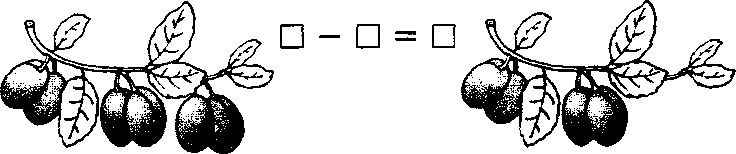 □ − □ = □